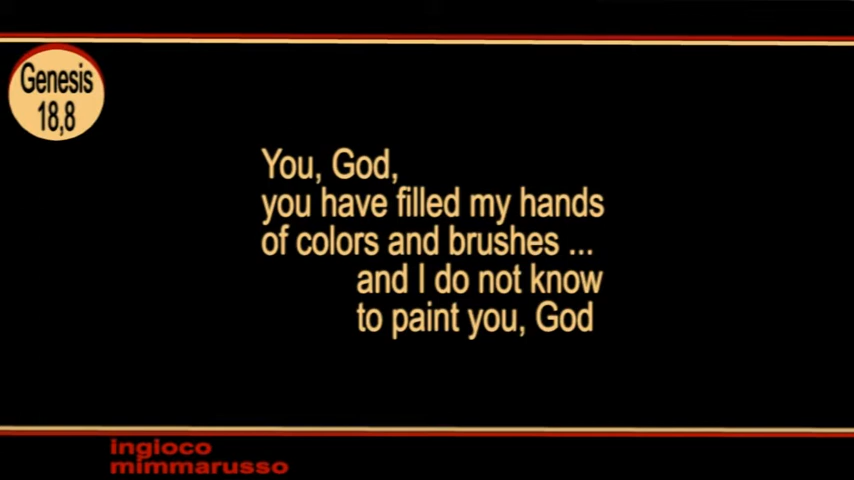 Genesis
18,8
You, God,
you have filled my hands
of colors and brushes ...
and I do not know
to paint you, God
ingioco
mimmarusso